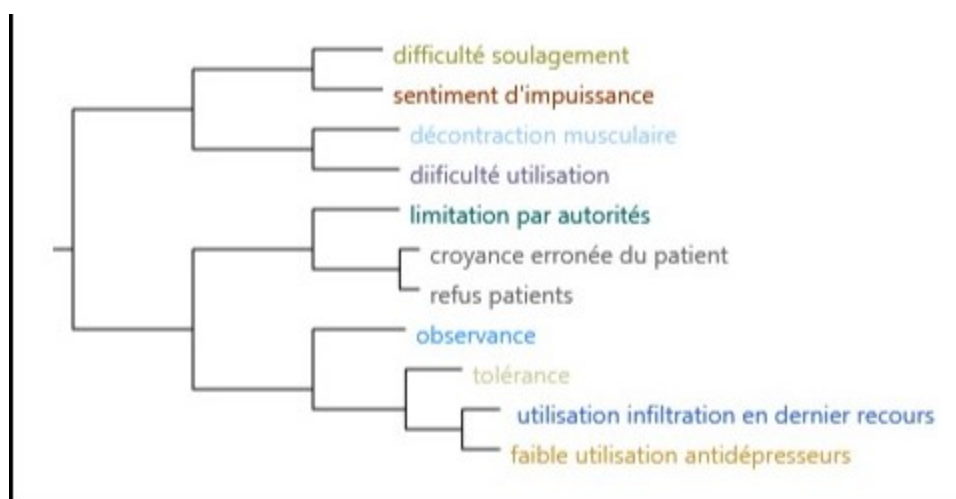 difficulté soulagement
sentiment d'impuissance
décontraction musculaire
diificulté utilisation
limitation par autorités
croyance erronée du patient
refus patients
observance
tolérance
utilisation infiltration en dernier recours
faible utilisation antidépresseurs